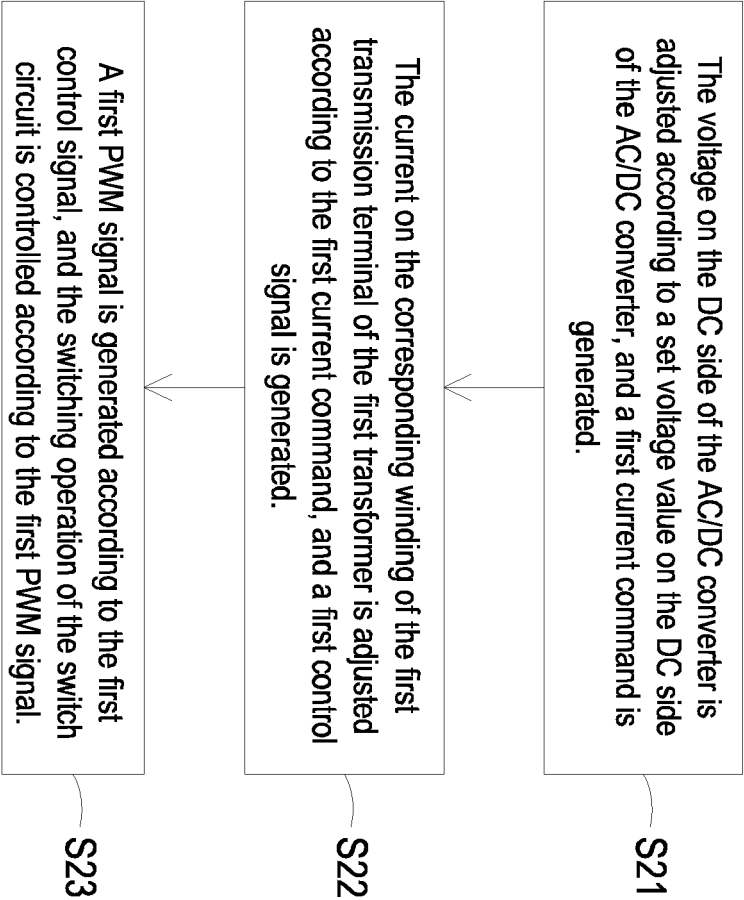 The voltage on the DC side of the AC/DC converter is
adjusted according to a set voltage value on the DC side
of the AC/DC converter, and a first current command is
generated.
S21
The current on the corresponding winding of the first
transmission terminal of the first transformer is adjusted
according to the first current command, and a first control
signal is generated.
S22
A first PWM signal is generated according to the first
control signal, and the switching operation of the switch
circuit is controlled according to the first PWM signal.
S23